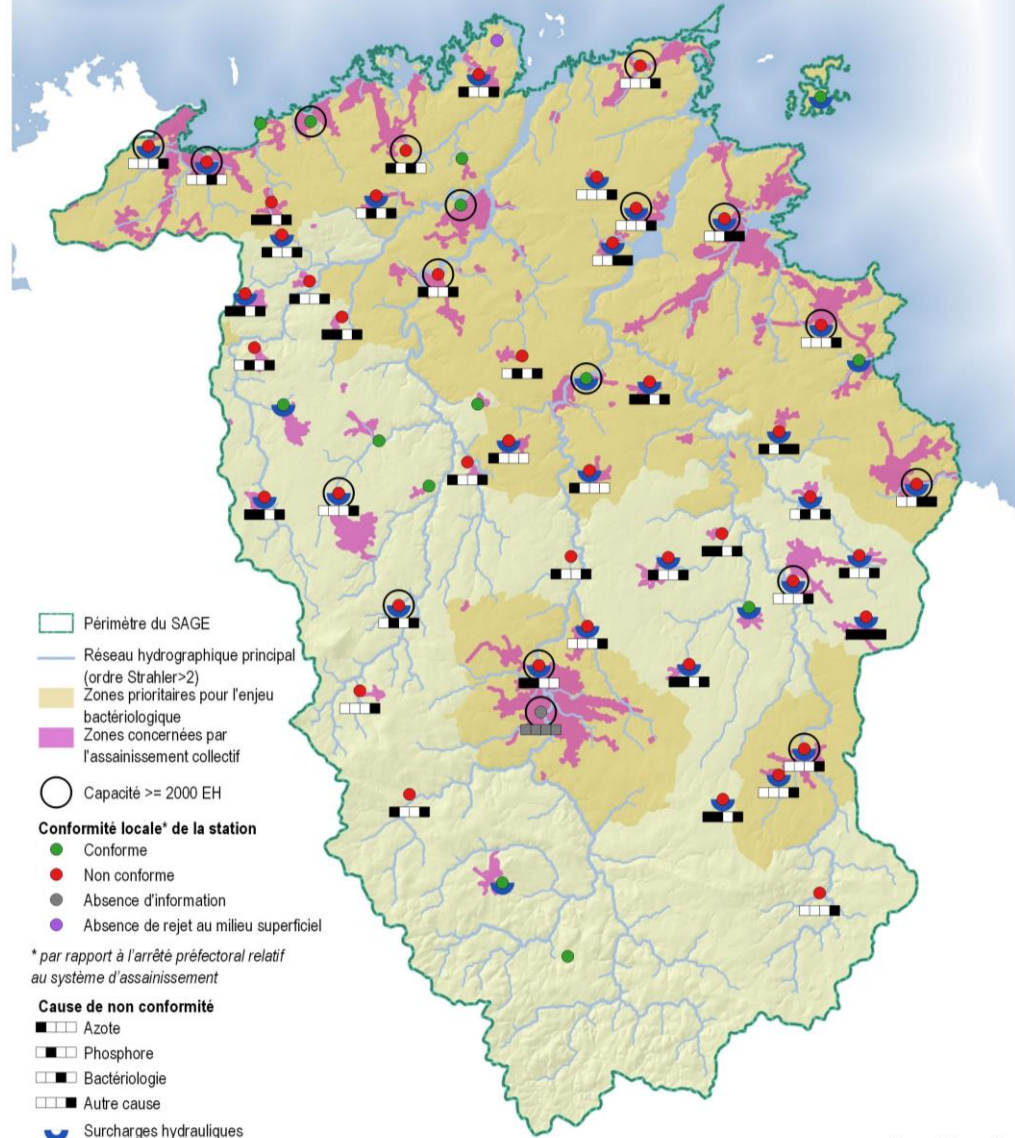 Périmètre du SAGE
Réseau hydrographique principal
(ordre Strahler>2)
Zones prioritaires pour l'enjeu
bactériologique
Zones concernées par
l'assainissement collectif
Capacité >= 2000 EH
Conformité locale* de la station
Conforme
Non conforme
Absence d'information
Absence de rejet au milieu superficiel
* par rapport à l'arrêté préfectoral relatif
au système d'assainissement
Cause de non conformité
Azote
Phosphore
Bactériologie
Autre cause
Surcharges hydrauliques